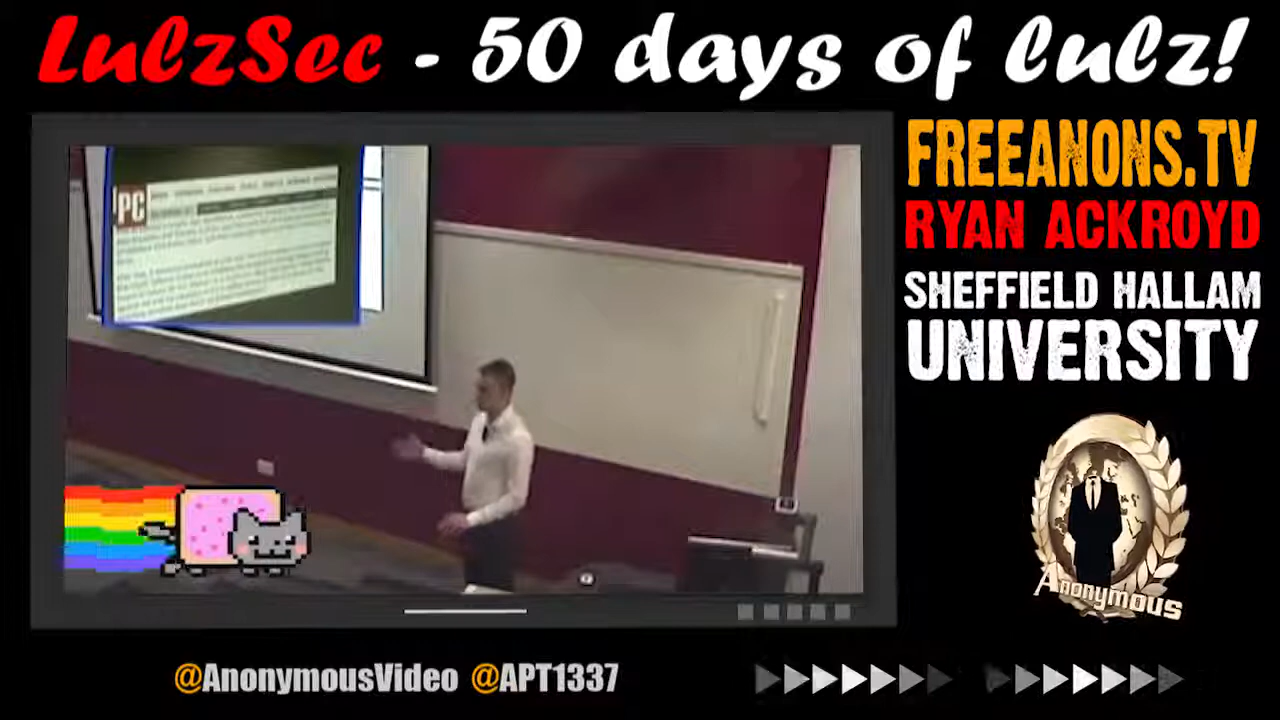 LulzSec - 50 days of lulz!
FREEANONS.TV
RYAN ACKROYD
SHEFFIELD HALLAM
UNIVERSITY
PC
Anonymous
@AnonymousVideo @APT1337